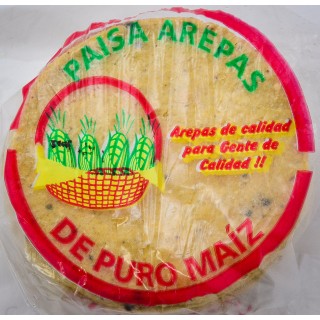 PAISA AREPAS
Arepas de calidad
para Gente de
Calidad !!
DE PURO MAÍZ